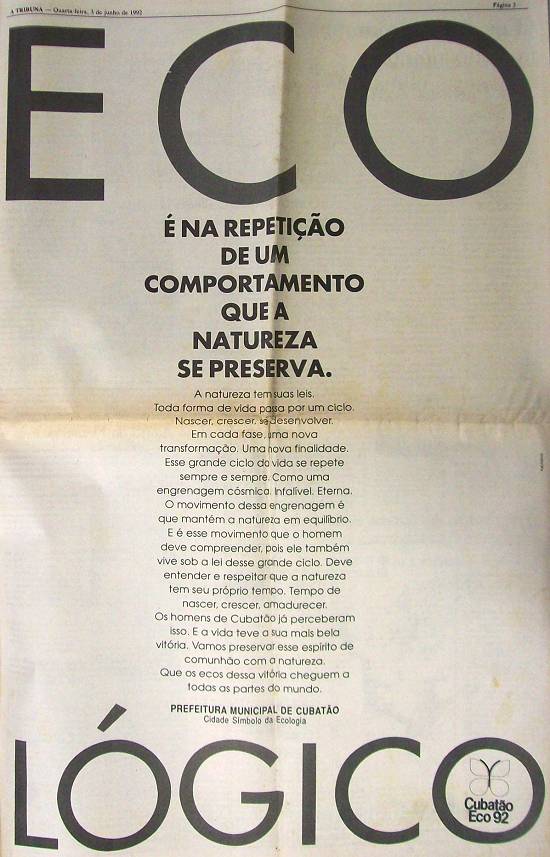 A TRIBUNA — Quarta-feira, 3 de junho de 1992
Página 3
ECO
É NA REPETIÇÃO
DE UM
COMPORTAMENTO
QUE A
NATUREZA
SE PRESERVA.
A natureza tem suas leis.
Toda forma de vida passa por um ciclo.
Nascer, crescer, se desenvolver.
Em cada fase, uma nova
transformação. Uma nova finalidade.
Esse grande ciclo da vida se repete
sempre e sempre. Como uma
engrenagem cósmica. Infalível. Eterna.
O movimento dessa engrenagem é
que mantém a natureza em equilíbrio.
E é esse movimento que o homem
deve compreender, pois ele também
vive sob a lei desse grande ciclo. Deve
entender e respeitar que a natureza
tem seu próprio tempo. Tempo de
nascer, crescer, amadurecer.
Os homens de Cubatão já perceberam
isso. E a vida teve a sua mais bela
vitória. Vamos preservar esse espírito de
comunhão com a natureza.
Que os ecos dessa vitória cheguem a
todas as partes do mundo.
PREFEITURA MUNICIPAL DE CUBATÃO
Cidade Símbolo da Ecologia
LÓGICO
Cubatão
Eco 92